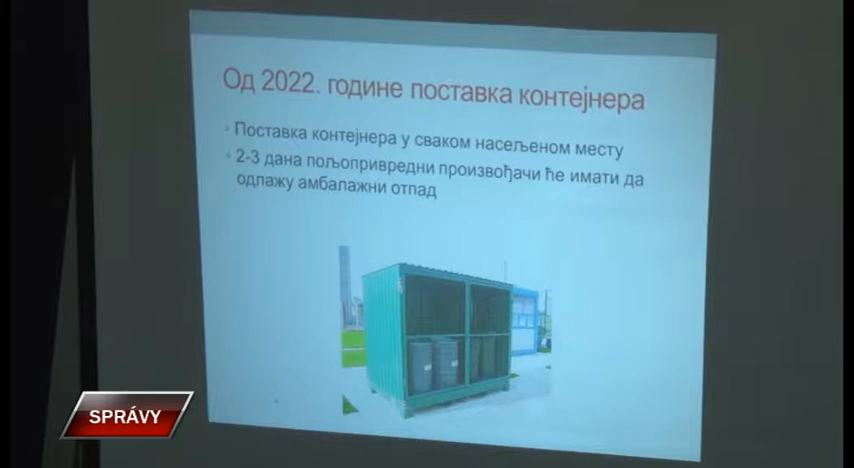 Од 2022. године поставка контејнера
Поставка контејнера у сваком насељеном месту
2-3 дана пољопривредни произвођачи ће имати да
одлажу амбалажни отпад
SPRÁVY